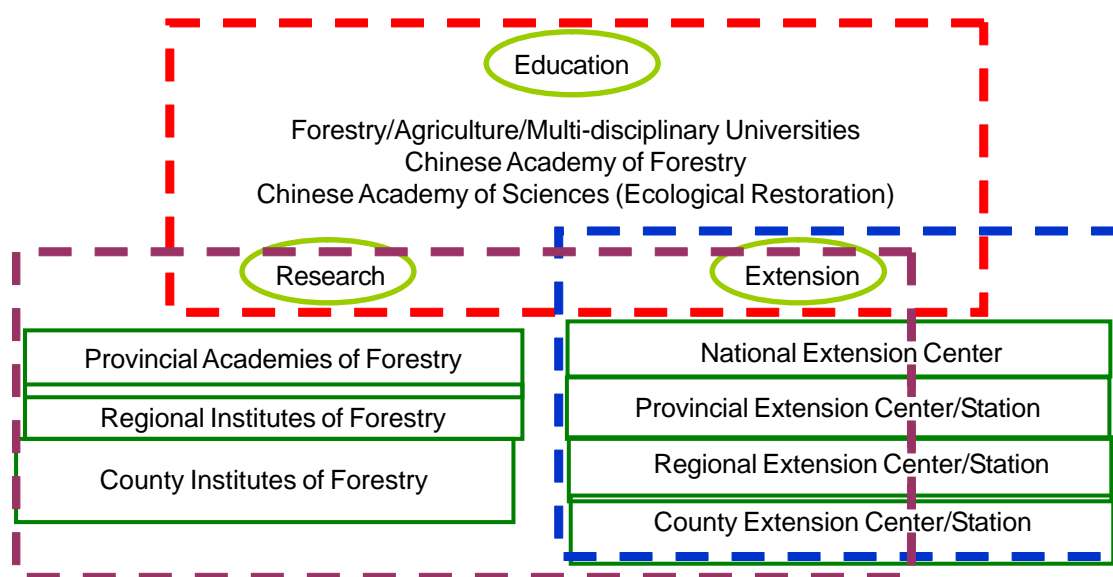 Education
Forestry/Agriculture/Multi-disciplinary Universities
Chinese Academy of Forestry
Chinese Academy of Sciences (Ecological Restoration)
Research
Extension
Provincial Academies of Forestry
Regional Institutes of Forestry
County Institutes of Forestry
National Extension Center
Provincial Extension Center/Station
Regional Extension Center/Station
County Extension Center/Station